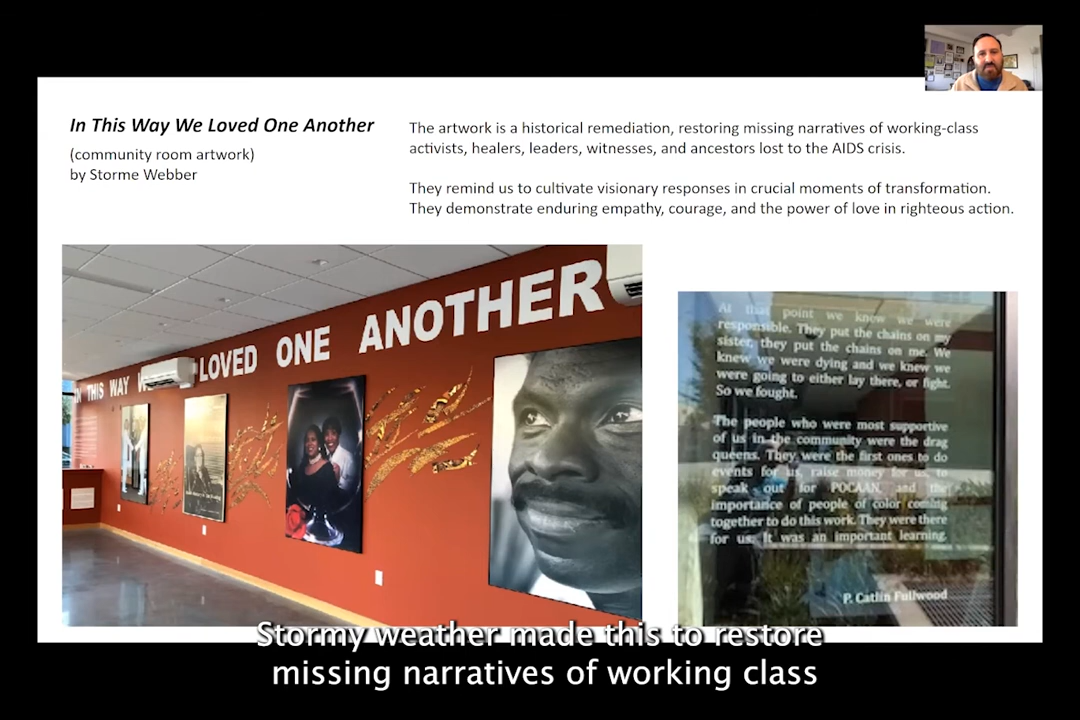 In This Way We Loved One Another
(community room artwork)
by Storme Webber
The artwork is a historical remediation, restoring missing narratives of working-class
activists, healers, leaders, witnesses, and ancestors lost to the AIDS crisis.
They remind us to cultivate visionary responses in crucial moments of transformation.
They demonstrate enduring empathy, courage, and the power of love in righteous action.
IN THIS WAY LOVED ONE ANOTHER
At that point we knew we were
responsible. They put the chains on my
sister, they put the chains on me. We
knew we were dying and we knew we
were going to either lay there, or fight.
So we fought.
The people who were most supportive
of us in the community were the drag
queens. They were the first ones to do
events for us, raise money for us, to
speak out for POCAAN, and the
importance of people of color coming
together to do this work. They were there
for us. It was an important learning.
P. Catlin Fullwood
Stormy weather made this to restore
missing narratives of working class